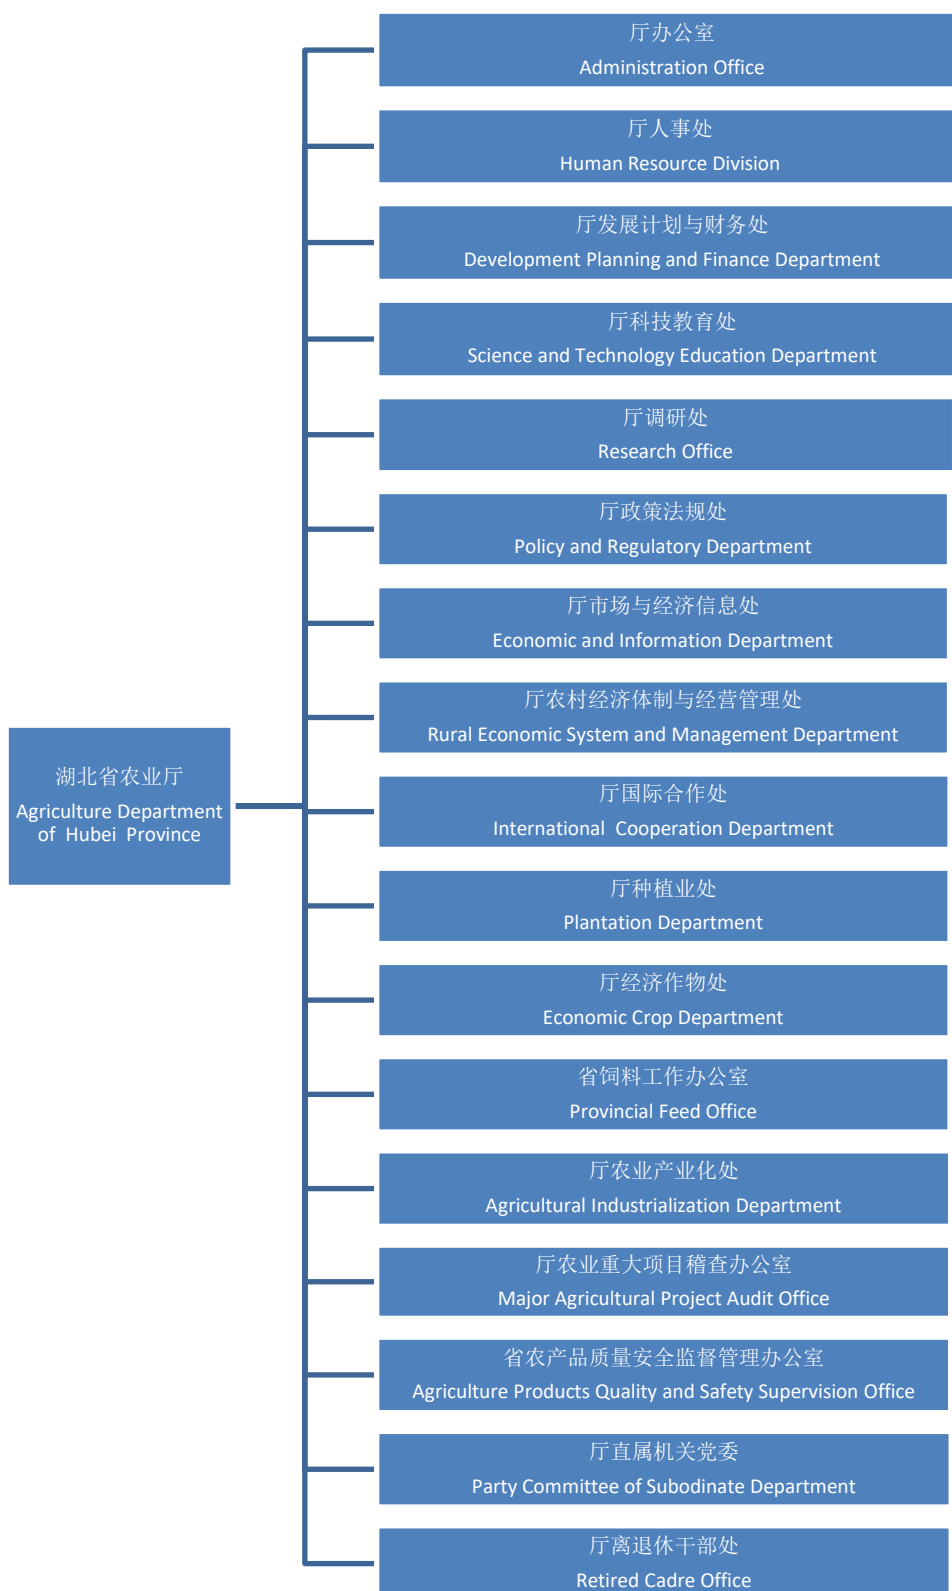 厅办公室
Administration Office
厅人事处
Human Resource Division
厅发展计划与财务处
Development Planning and Finance Department
厅科技教育处
Science and Technology Education Department
厅调研处
Research Office
厅政策法规处
Policy and Regulatory Department
厅市场与经济信息处
Economic and Information Department
厅农村经济体制与经营管理处
Rural Economic System and Management Department
湖北省农业厅
Agriculture Department
of Hubei Province
厅国际合作处
International Cooperation Department
厅种植业处
Plantation Department
厅经济作物处
Economic Crop Department
省饲料工作办公室
Provincial Feed Office
厅农业产业化处
Agricultural Industrialization Department
厅农业重大项目稽查办公室
Major Agricultural Project Audit Office
省农产品质量安全监督管理办公室
Agriculture Products Quality and Safety Supervision Office
厅直属机关党委
Party Committee of Subodinate Department
厅离退休干部处
Retired Cadre Office